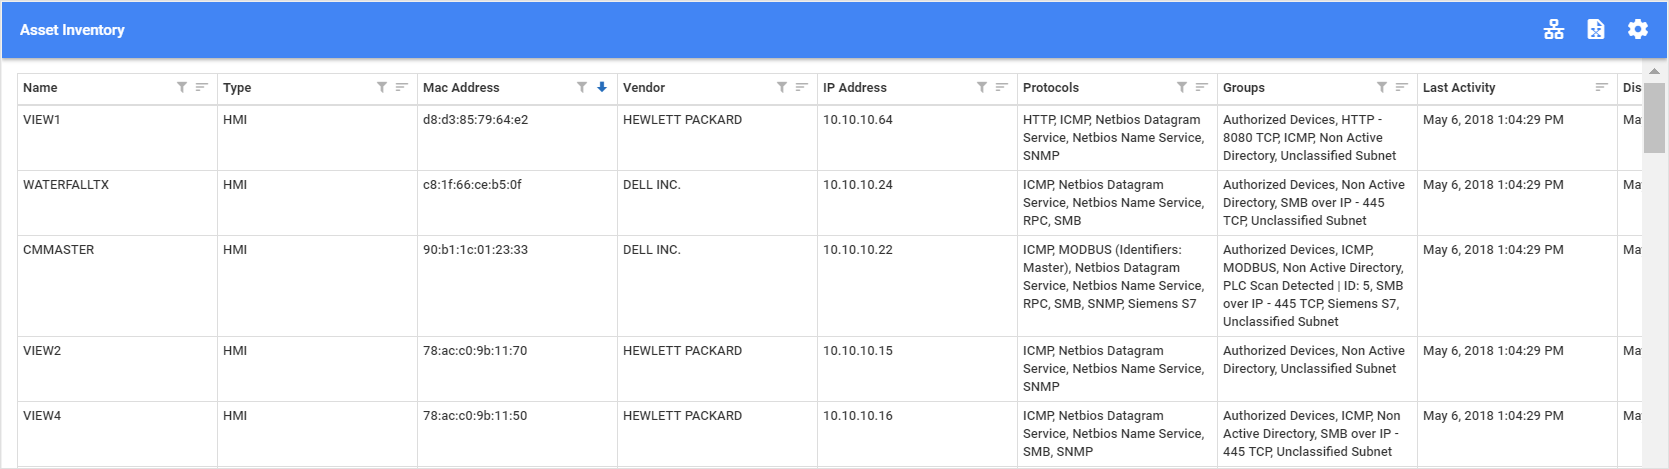 Asset Inventory
Name Type Mac Address Vendor IP Address Protocols Groups Last Activity Dis
VIEW1 HMI d8:d3:85:79:64:e2 HEWLETT PACKARD 10.10.10.64 HTTP, ICMP, Netbios Datagram Authorized Devices, HTTP - May 6, 2018 1:04:29 PM Ma
Service, Netbios Name Service, 8080 TCP, ICMP, Non Active
SNMP Directory, Unclassified Subnet
WATERFALLTX HMI c8:1f:66:ce:b5:0f DELL INC. 10.10.10.24 ICMP, Netbios Datagram Authorized Devices, Non Active May 6, 2018 1:04:29 PM Ma
Service, Netbios Name Service, Directory, SMB over IP - 445
RPC, SMB TCP, Unclassified Subnet
CMMASTER HMI 90:b1:1c:01:23:33 DELL INC. 10.10.10.22 ICMP, MODBUS (Identifiers: Authorized Devices, ICMP, May 6, 2018 1:04:29 PM Ma
Master), Netbios Datagram MODBUS, Non Active Directory,
Service, Netbios Name Service, PLC Scan Detected | ID: 5, SMB
RPC, SMB, SNMP, Siemens S7 over IP - 445 TCP, Siemens S7,
Unclassified Subnet
VIEW2 HMI 78:ac:c0:9b:11:70 HEWLETT PACKARD 10.10.10.15 ICMP, Netbios Datagram Authorized Devices, Non Active May 6, 2018 1:04:29 PM Ma
Service, Netbios Name Service, Directory, Unclassified Subnet
SNMP
VIEW4 HMI 78:ac:c0:9b:11:50 HEWLETT PACKARD 10.10.10.16 ICMP, Netbios Datagram Authorized Devices, ICMP, Non May 6, 2018 1:04:29 PM Ma
Service, Netbios Name Service, Active Directory, SMB over IP -
SMB, SNMP 445 TCP, Unclassified Subnet